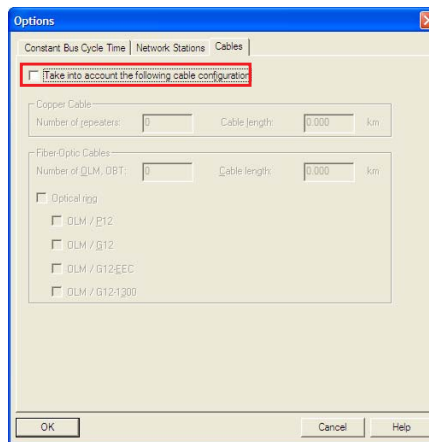 Options
Constant Bus Cycle Time Network Stations Cables
Take into account the following cable configuration
Copper Cable
Number of repeaters: 0 Cable length: 0.000 km
Fiber-Optic Cables
Number of OLM, OBT: 0 Cable length: 0.000 km
Optical ring
OLM / P12
OLM / G12
OLM / G12-EEC
OLM / G12-1300
OK Cancel Help